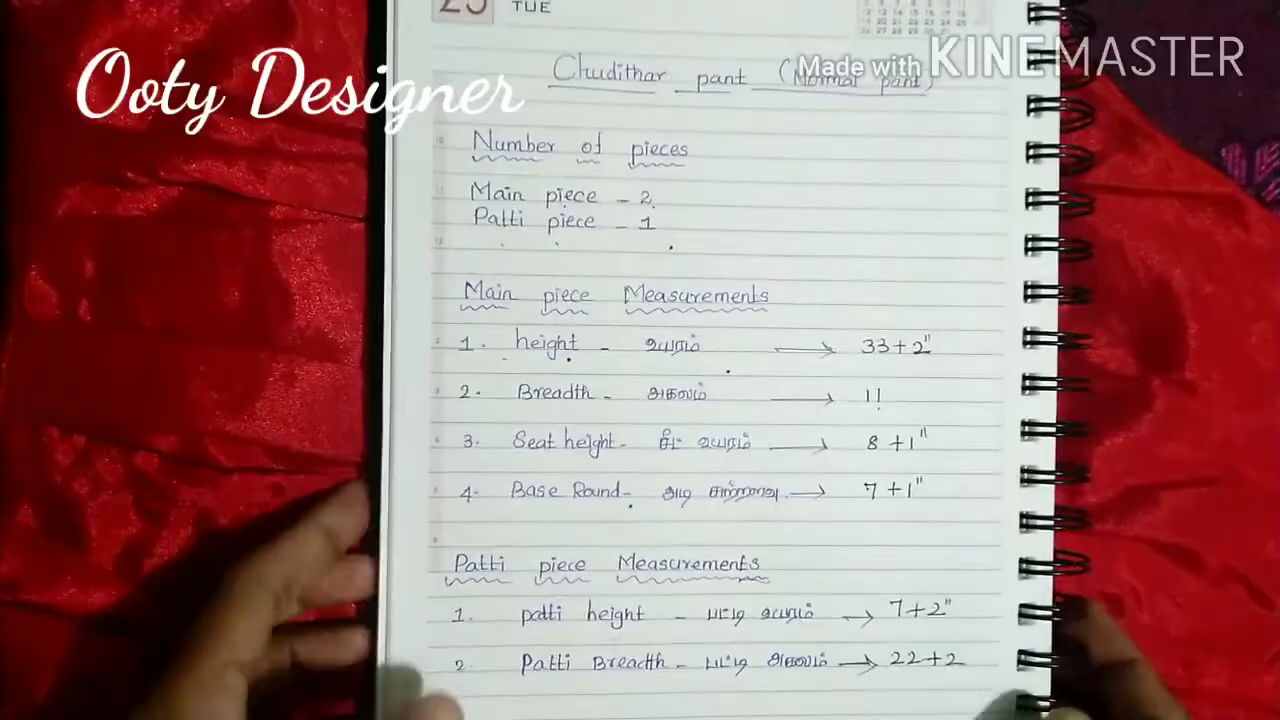 25 TUE
Made with KINEMASTER
Ooty Designer
Chudithar pant (Normal pant)
Number of pieces
Main piece - 2
Patti piece - 1
Main piece Measurements
1. height - உயரம் → 33+2"
2. Breadth - அகலம் → 11
3. Seat height - சீட் உயரம் → 8+1"
4. Base Round - அடி சுற்றளவு → 7+1"
Patti piece Measurements
1. patti height - பட்டி உயரம் → 7+2"
2. Patti Breadth - பட்டி அகலம் → 22+2